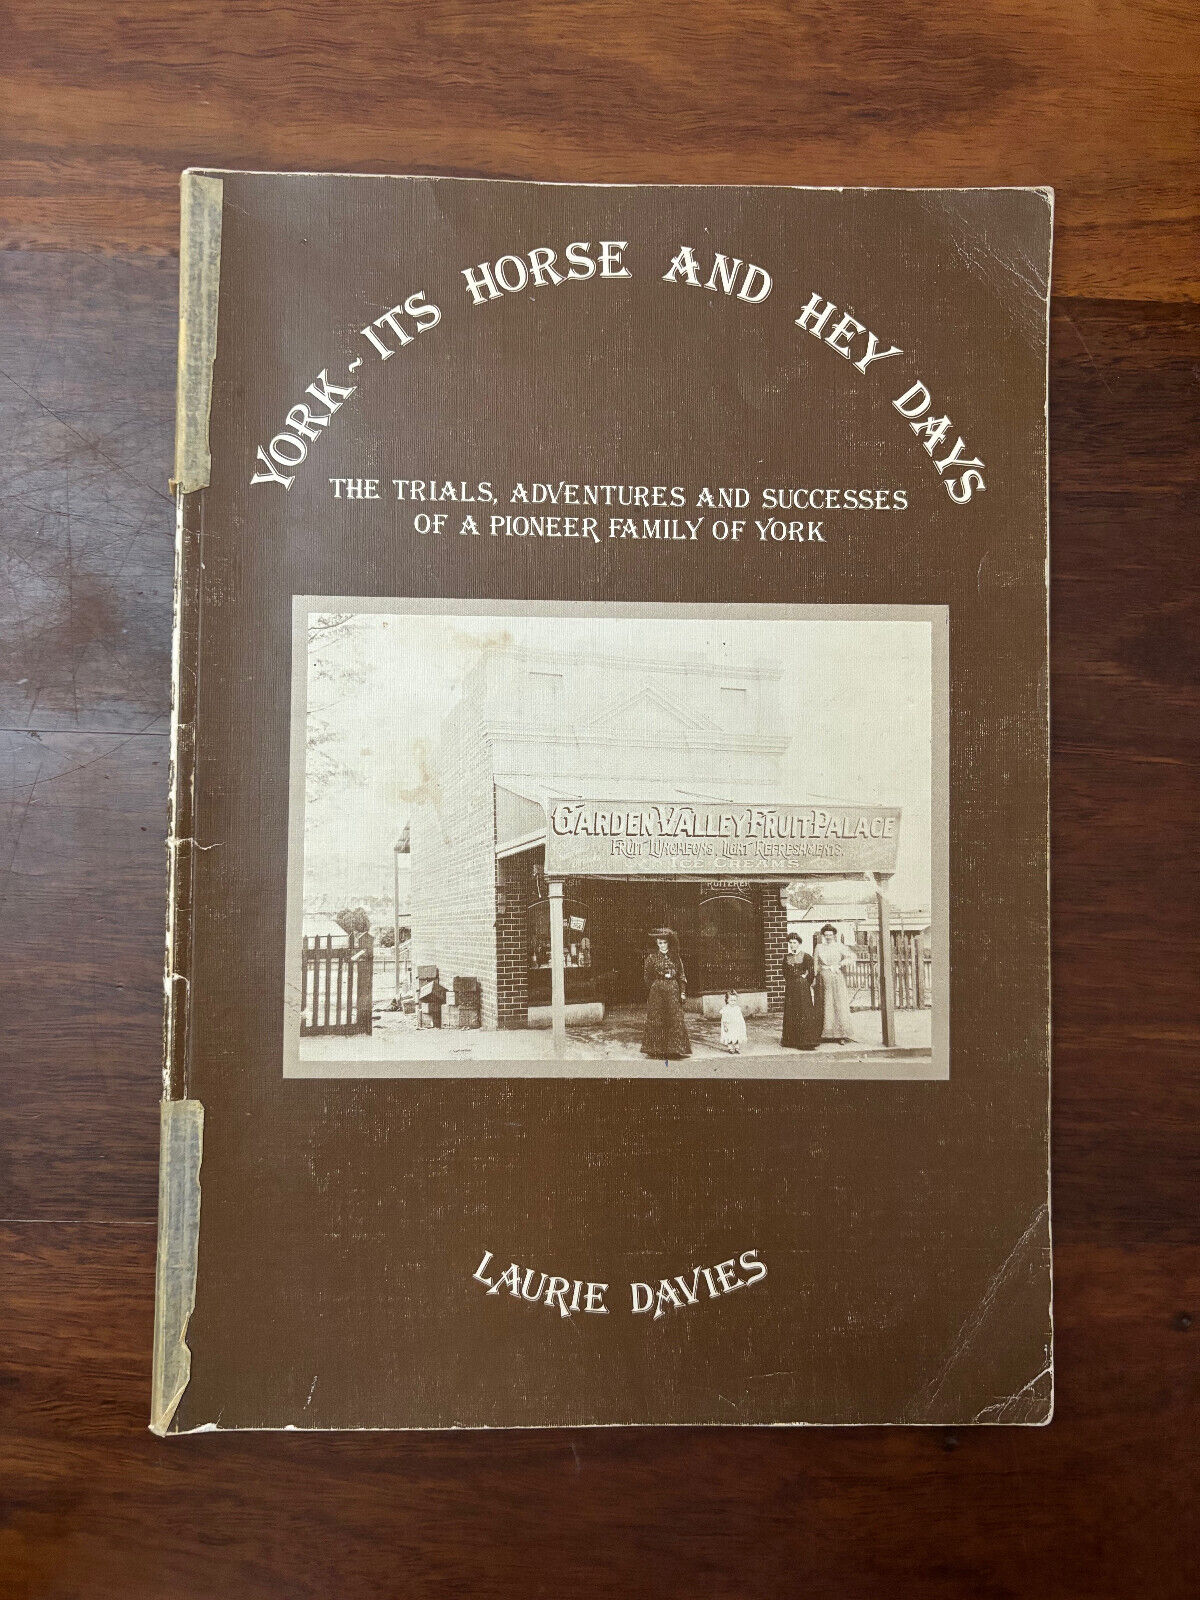 YORK ~ ITS HORSE AND HEY DAYS
THE TRIALS, ADVENTURES AND SUCCESSES
OF A PIONEER FAMILY OF YORK
GARDEN VALLEY FRUIT PALACE
FRUIT LUNCHEONS, LIGHT REFRESHMENTS.
ICE CREAMS
LAURIE DAVIES